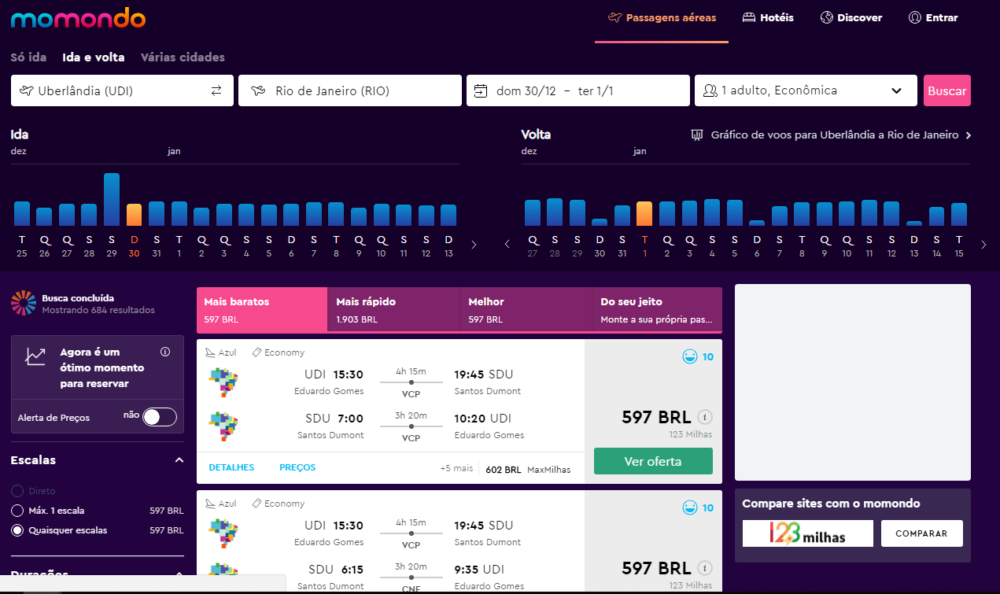 momondo
Passagens aéreas
Hotéis
Discover
Entrar
Só ida
Ida e volta
Várias cidades
Uberlândia (UDI)
Rio de Janeiro (RIO)
dom 30/12 – ter 1/1
1 adulto, Econômica
Buscar
Ida
dez jan
T Q Q S S D S T Q Q S S D S T Q Q S S D
25 26 27 28 29 30 31 1 2 3 4 5 6 7 8 9 10 11 12 13
Volta
Gráfico de voos para Uberlândia a Rio de Janeiro
dez jan
Q S S D S T Q Q S S D S T Q Q S S D S T
27 28 29 30 31 1 2 3 4 5 6 7 8 9 10 11 12 13 14 15
Busca concluída
Mostrando 684 resultados
Agora é um
ótimo momento
para reservar
Alerta de Preços não
Escalas
Direto
Máx. 1 escala 597 BRL
Quaisquer escalas 597 BRL
Durações
Mais baratos
597 BRL
Mais rápido
1.903 BRL
Melhor
597 BRL
Do seu jeito
Monte a sua própria pas...
Azul Economy
UDI 15:30 4h 15m 19:45 SDU
Eduardo Gomes VCP Santos Dumont
SDU 7:00 3h 20m 10:20 UDI
Santos Dumont VCP Eduardo Gomes
DETALHES PREÇOS +5 mais 602 BRL MaxMilhas
10
597 BRL i
123 Milhas
Ver oferta
Azul Economy
UDI 15:30 4h 15m 19:45 SDU
Eduardo Gomes VCP Santos Dumont
SDU 6:15 3h 20m 9:35 UDI
Santos Dumont CNF Eduardo Gomes
10
597 BRL i
123 Milhas
Compare sites com o momondo
123 milhas
COMPARAR